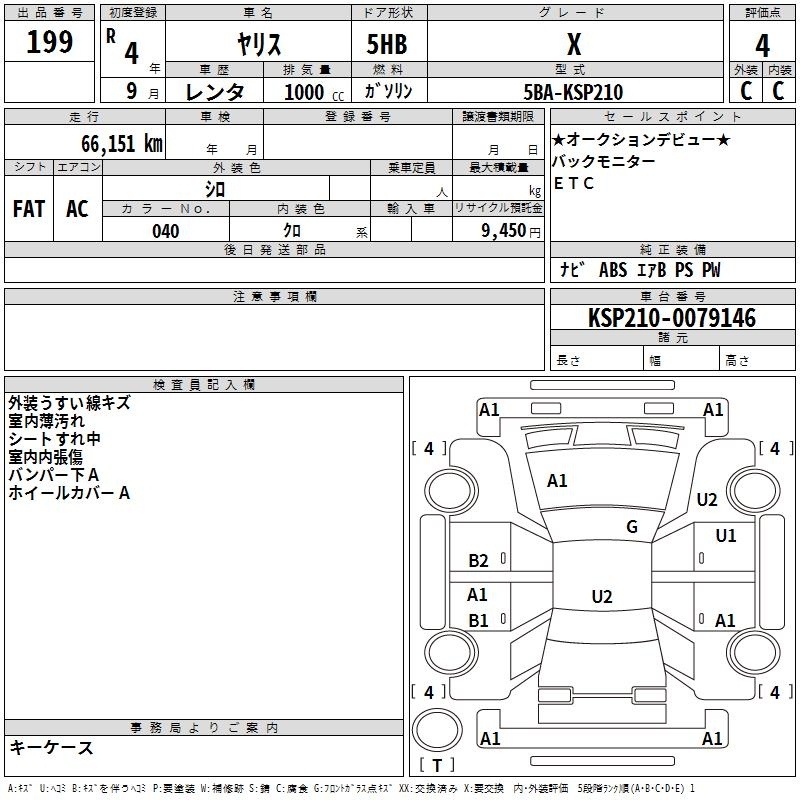 出品番号 初度登録 車名 ドア形状 グレード 評価点
199 R 4 年 ヤリス 5HB X 4
車歴 排気量 燃料 型式 外装 内装
9 月 レンタ 1000 CC ｶﾞｿﾘﾝ 5BA-KSP210 C C
走行 車検 登録番号 譲渡書類期限 セールスポイント
66,151 km 年 月 月 日 ★オークションデビュー★
バックモニター
シフト エアコン 外装色 乗車定員 最大積載量
ＥＴＣ
FAT AC ｼﾛ 人 kg
カラーNo. 内装色 輸入車 リサイクル預託金
040 ｸﾛ 系 9,450 円
後日発送部品 純正装備
ﾅﾋﾞ ABS ｴｱB PS PW
注意事項欄 車台番号
KSP210-0079146
諸元
長さ 幅 高さ
検査員記入欄
外装うすい線キズ
室内薄汚れ
シートすれ中
室内内張傷
バンパー下Ａ
ホイールカバーＡ
事務局よりご案内
キーケース
A1 A1
[ 4 ] [ 4 ]
A1
U2
G
U1
B2
A1
U2
B1 A1
[ 4 ] [ 4 ]
A1 A1
[ T ]
A:ｷｽﾞ U:ﾍｺﾐ B:ｷｽﾞを伴うﾍｺﾐ P:要塗装 W:補修跡 S:錆 C:腐食 G:ﾌﾛﾝﾄｶﾞﾗｽ点ｷｽﾞ XX:交換済み X:要交換 内･外装評価 5段階ﾗﾝｸ順(A･B･C･D･E) 1